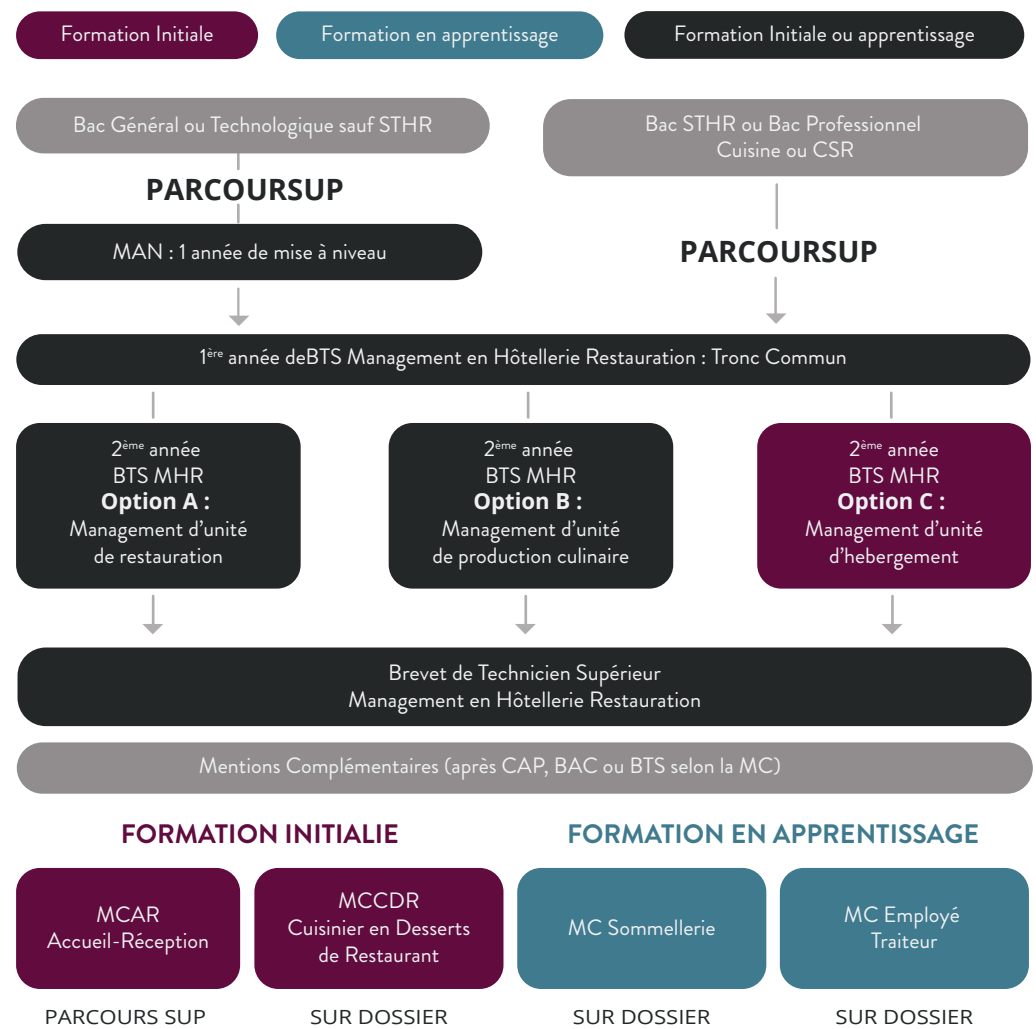 Formation Initiale
Formation en apprentissage
Formation Initiale ou apprentissage
Bac Général ou Technologique sauf STHR
Bac STHR ou Bac Professionnel
Cuisine ou CSR
PARCOURSUP
MAN : 1 année de mise à niveau
PARCOURSUP
1ère année deBTS Management en Hôtellerie Restauration : Tronc Commun
2ème année
BTS MHR
Option A :
Management d'unité
de restauration
2ème année
BTS MHR
Option B :
Management d'unité
de production culinaire
2ème année
BTS MHR
Option C :
Management d'unité
d'hebergement
Brevet de Technicien Supérieur
Management en Hôtellerie Restauration
Mentions Complémentaires (après CAP, BAC ou BTS selon la MC)
FORMATION INITIALIE
FORMATION EN APPRENTISSAGE
MCAR
Accueil-Réception
MCCDR
Cuisinier en Desserts
de Restaurant
MC Sommellerie
MC Employé
Traiteur
PARCOURS SUP
SUR DOSSIER
SUR DOSSIER
SUR DOSSIER